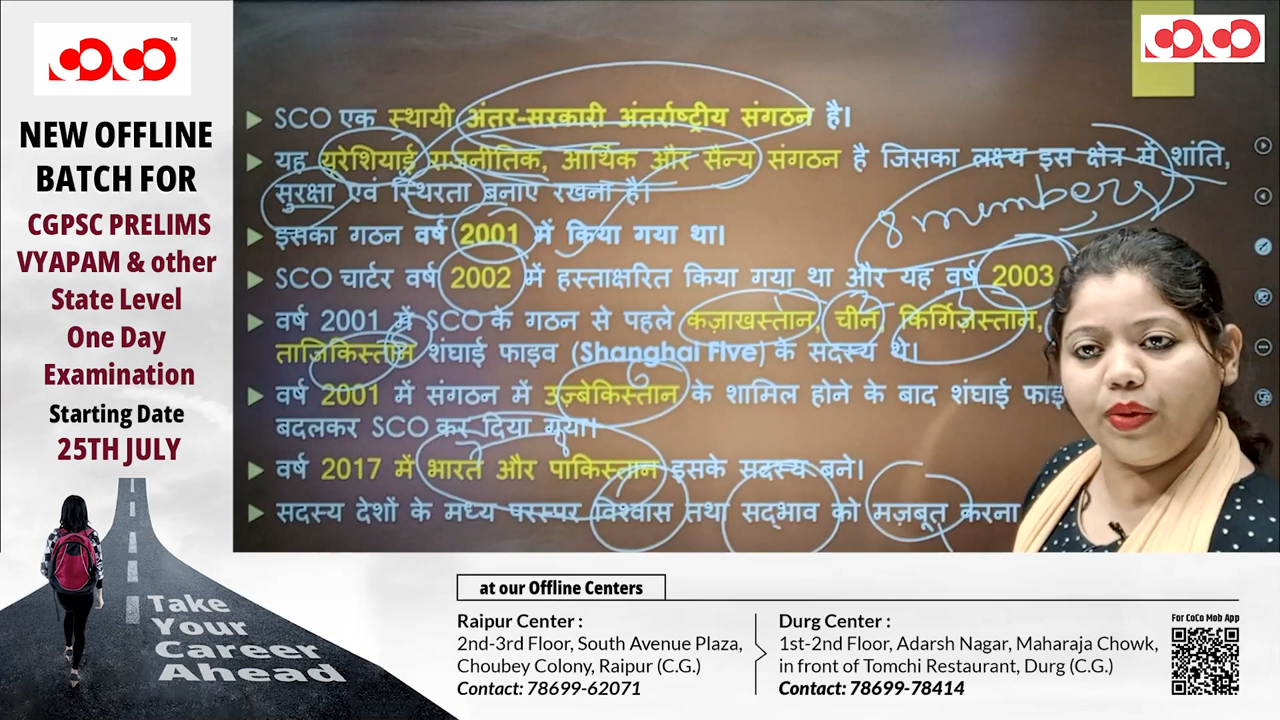 COCO
TM
NEW OFFLINE
BATCH FOR
CGPSC PRELIMS
VYAPAM & other
State Level
One Day
Examination
Starting Date
25TH JULY
Take
Your
Career
Ahead
COCO
SCO एक स्थायी अंतर-सरकारी अंतर्राष्ट्रीय संगठन है।
यह यूरेशियाई राजनीतिक, आर्थिक और सैन्य संगठन है जिसका लक्ष्य इस क्षेत्र में शांति,
सुरक्षा एवं स्थिरता बनाए रखना है।
8 members
इसका गठन वर्ष 2001 में किया गया था।
SCO चार्टर वर्ष 2002 में हस्ताक्षरित किया गया था और यह वर्ष 2003
वर्ष 2001 में SCO के गठन से पहले कज़ाखस्तान, चीन, किर्गिज़स्तान,
ताजिकिस्तान शंघाई फाइव (Shanghai Five) के सदस्य थे।
वर्ष 2001 में संगठन में उज़्बेकिस्तान के शामिल होने के बाद शंघाई फाइ
बदलकर SCO कर दिया गया।
वर्ष 2017 में भारत और पाकिस्तान इसके सदस्य बने।
सदस्य देशों के मध्य परस्पर विश्वास तथा सद्भाव को मज़बूत करना
at our Offline Centers
Raipur Center :
2nd-3rd Floor, South Avenue Plaza,
Choubey Colony, Raipur (C.G.)
Contact: 78699-62071
Durg Center :
1st-2nd Floor, Adarsh Nagar, Maharaja Chowk,
in front of Tomchi Restaurant, Durg (C.G.)
Contact: 78699-78414
For CoCo Mob App